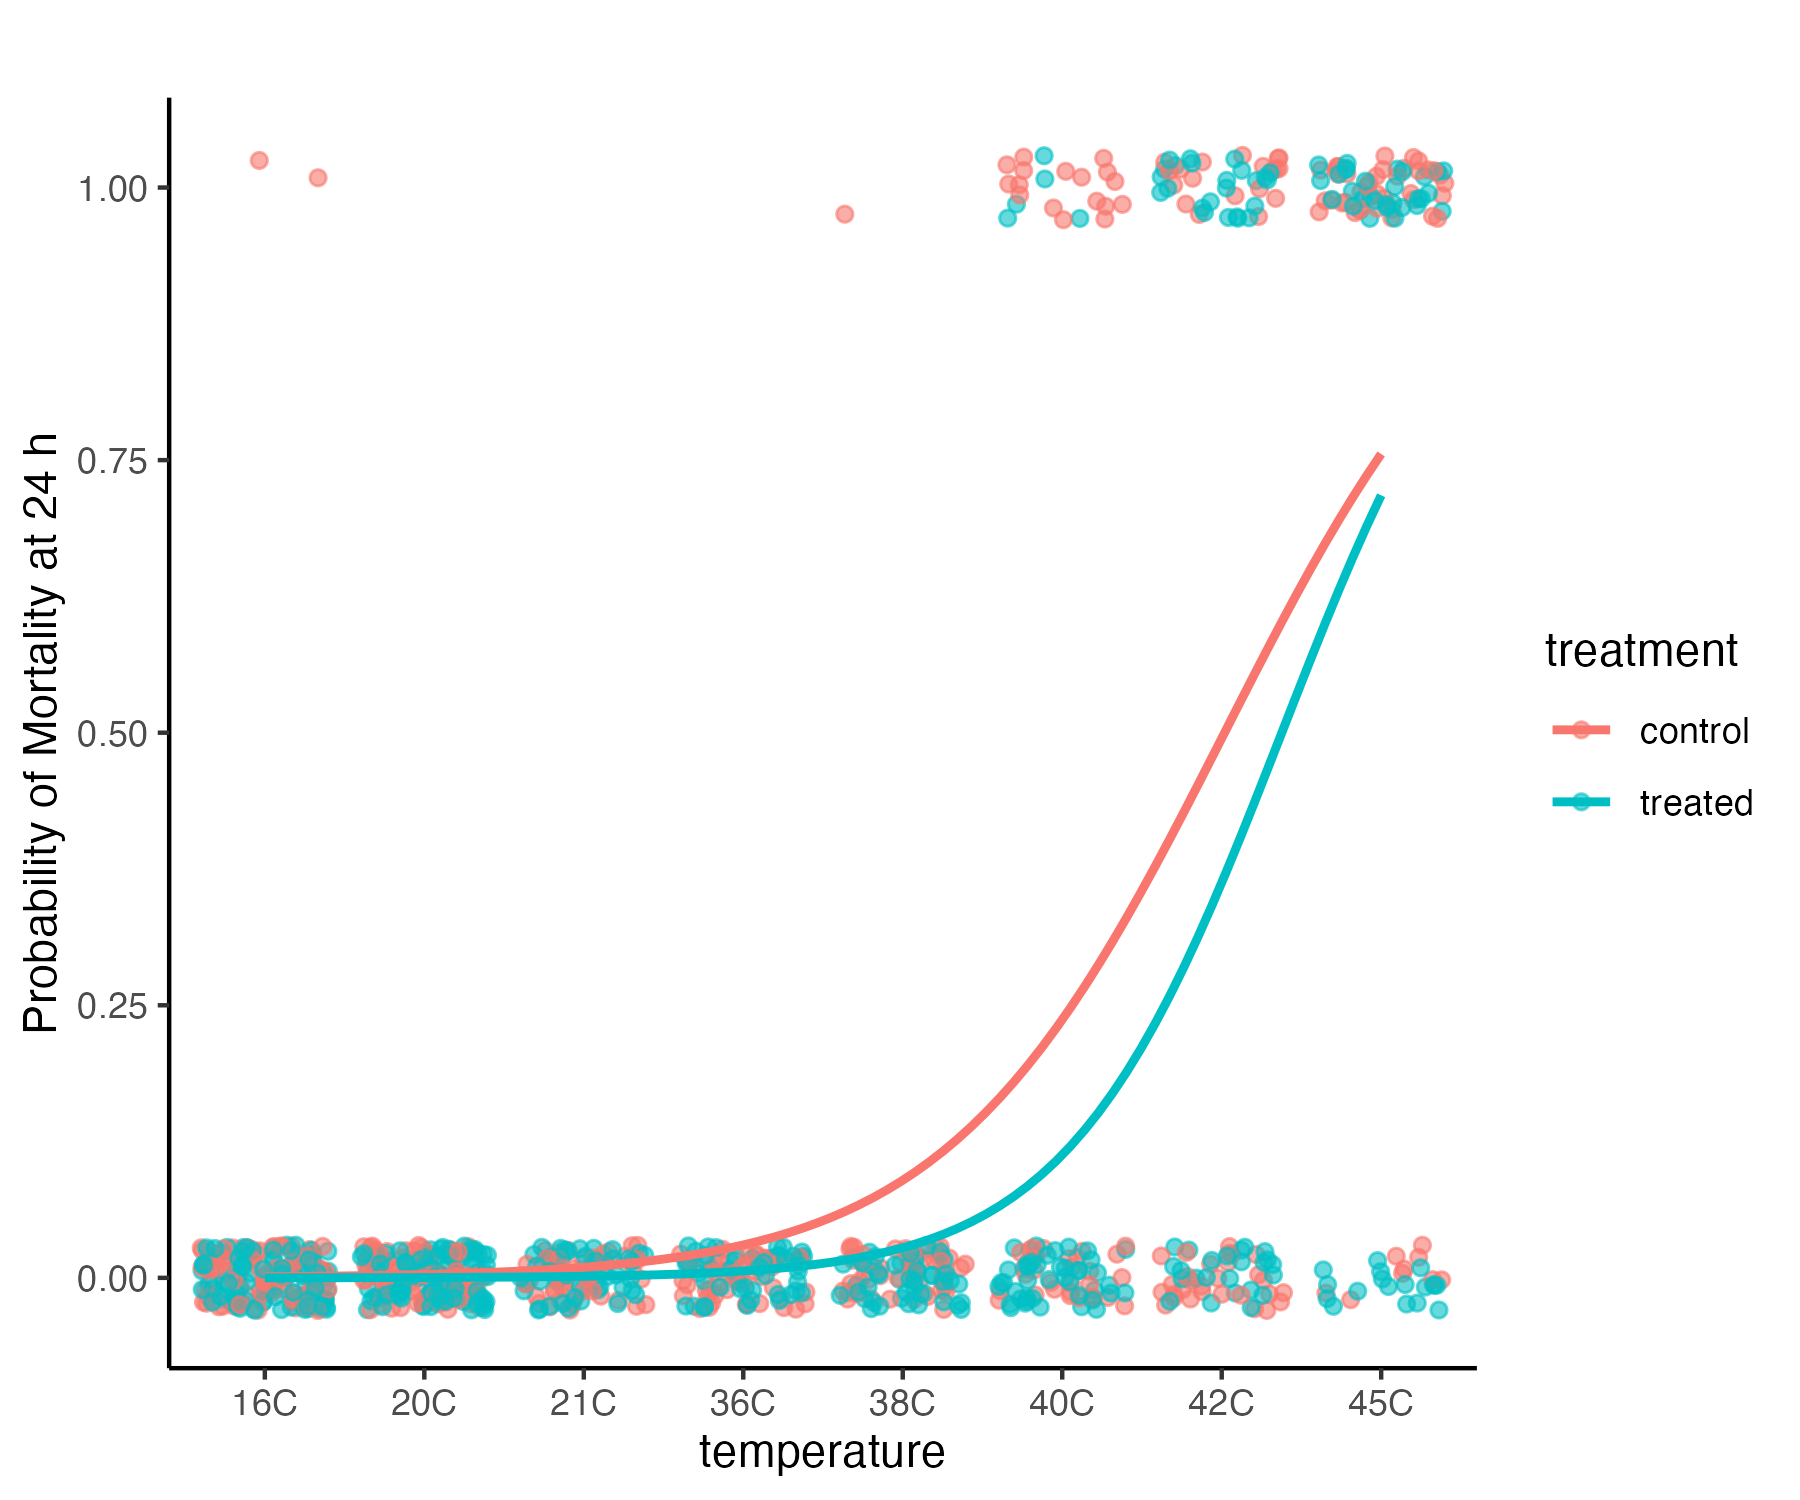 Probability of Mortality at 24 h
1.00
0.75
0.50
0.25
0.00
16C 20C 21C 36C 38C 40C 42C 45C
temperature
treatment
control
treated